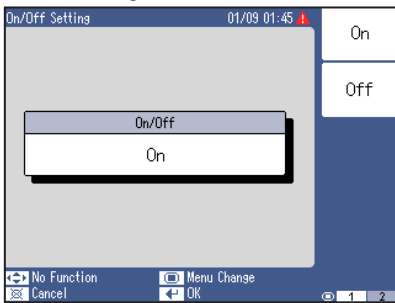 On/Off Setting 01/09 01:45
On
Off
On/Off
On
No Function Menu Change
Cancel OK
1 2